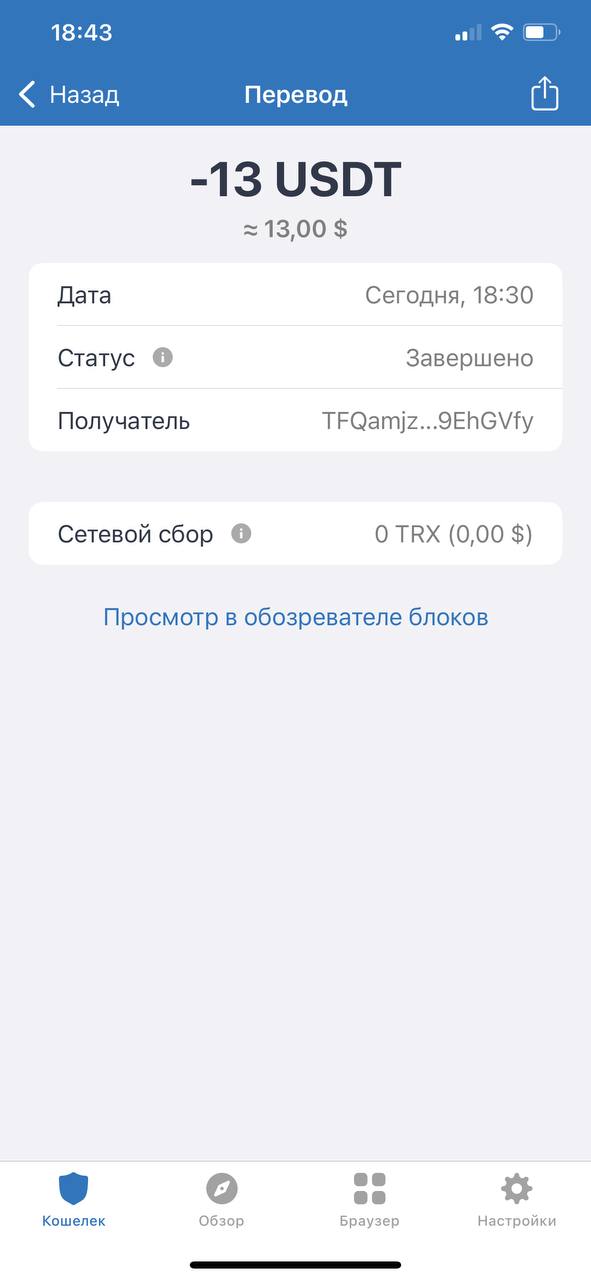 18:43
Назад
Перевод
-13 USDT
≈ 13,00 $
Дата Сегодня, 18:30
Статус Завершено
Получатель TFQamjz...9EhGVfy
Сетевой сбор 0 TRX (0,00 $)
Просмотр в обозревателе блоков
Кошелек Обзор Браузер Настройки